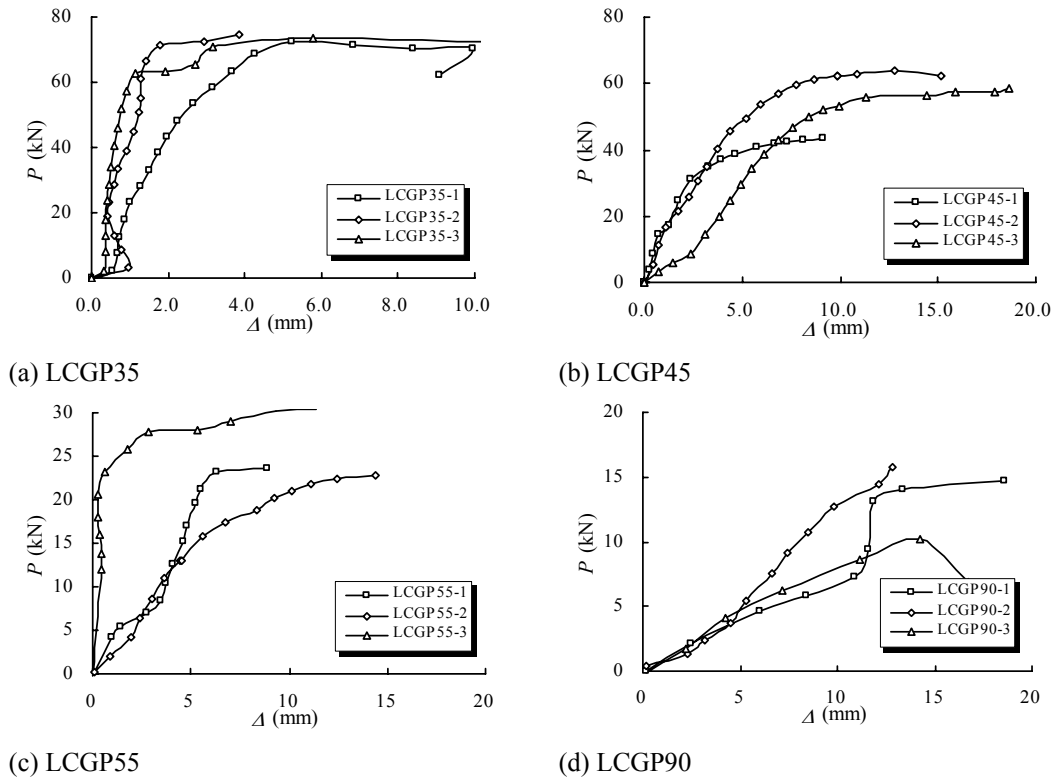 80
60
40
20
0
P (kN)
0.0 2.0 4.0 6.0 8.0 10.0
Δ (mm)
LCGP35-1
LCGP35-2
LCGP35-3
(a) LCGP35
80
60
40
20
0
P (kN)
0.0 5.0 10.0 15.0 20.0
Δ (mm)
LCGP45-1
LCGP45-2
LCGP45-3
(b) LCGP45
30
25
20
15
10
5
0
P (kN)
0 5 10 15 20
Δ (mm)
LCGP55-1
LCGP55-2
LCGP55-3
(c) LCGP55
20
15
10
5
0
P (kN)
0 5 10 15 20
Δ (mm)
LCGP90-1
LCGP90-2
LCGP90-3
(d) LCGP90